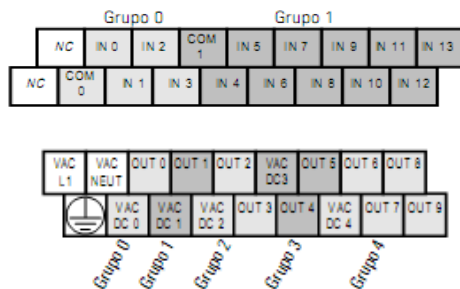 Grupo 0 Grupo 1
NC IN 0 IN 2 COM 1 IN 5 IN 7 IN 9 IN 11 IN 13
NC COM 0 IN 1 IN 3 IN 4 IN 6 IN 8 IN 10 IN 12
VAC L1 VAC NEUT OUT 0 OUT 1 OUT 2 VAC DC3 OUT 5 OUT 6 OUT 8
VAC DC 0 VAC DC 1 VAC DC 2 OUT 3 OUT 4 VAC DC 4 OUT 7 OUT 9
Grupo 0 Grupo 1 Grupo 2 Grupo 3 Grupo 4